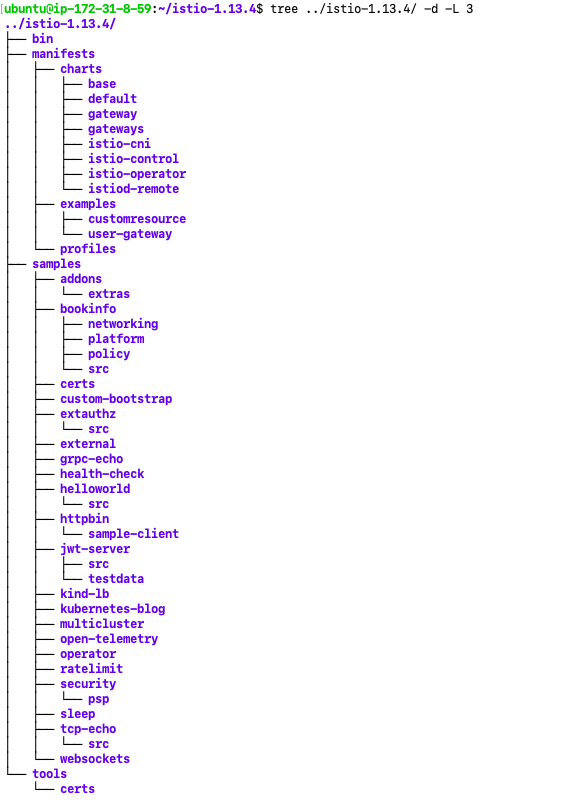 ubuntu@ip-172-31-8-59:~/istio-1.13.4$ tree ../istio-1.13.4/ -d -L 3
../istio-1.13.4/
├── bin
├── manifests
│   ├── charts
│   │   ├── base
│   │   ├── default
│   │   ├── gateway
│   │   ├── gateways
│   │   ├── istio-cni
│   │   ├── istio-control
│   │   ├── istio-operator
│   │   └── istiod-remote
│   ├── examples
│   │   ├── customresource
│   │   └── user-gateway
│   └── profiles
├── samples
│   ├── addons
│   │   └── extras
│   ├── bookinfo
│   │   ├── networking
│   │   ├── platform
│   │   ├── policy
│   │   └── src
│   ├── certs
│   ├── custom-bootstrap
│   ├── extauthz
│   │   └── src
│   ├── external
│   ├── grpc-echo
│   ├── health-check
│   ├── helloworld
│   │   └── src
│   ├── httpbin
│   │   └── sample-client
│   ├── jwt-server
│   │   ├── src
│   │   └── testdata
│   ├── kind-lb
│   ├── kubernetes-blog
│   ├── multicluster
│   ├── open-telemetry
│   ├── operator
│   ├── ratelimit
│   ├── security
│   │   └── psp
│   ├── sleep
│   ├── tcp-echo
│   │   └── src
│   └── websockets
└── tools
    └── certs